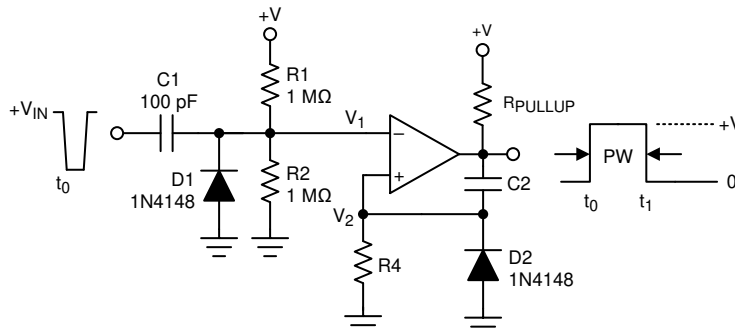 +V
+V
C1
100 pF
R1
1 MΩ
RPULLUP
+VIN
V1
−
+
+V
PW
C2
D1
1N4148
R2
1 MΩ
t0
V2
R4
D2
1N4148
t0
t1
0